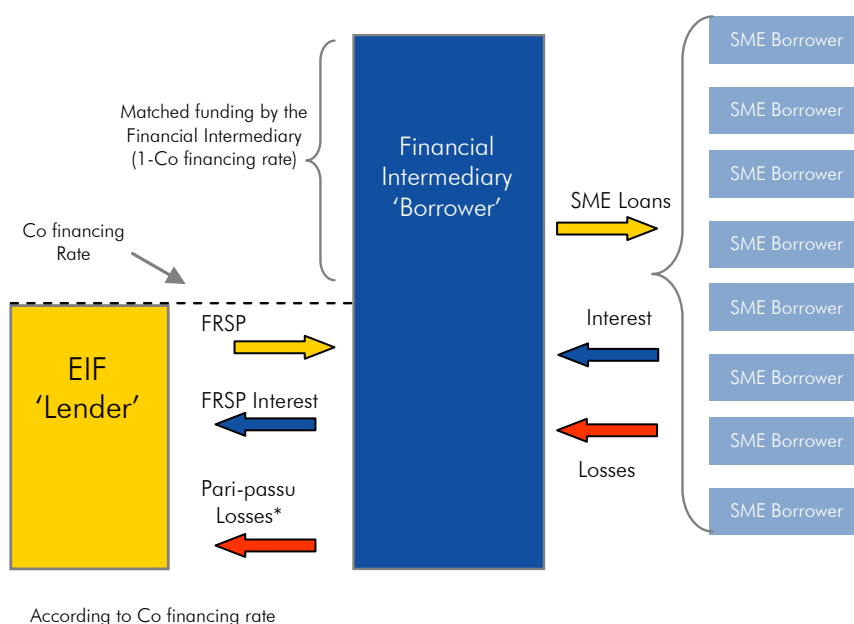 Matched funding by the
Financial Intermediary
(1-Co financing rate)
Co financing
Rate
EIF
‘Lender’
FRSP
FRSP Interest
Pari-passu
Losses*
Financial
Intermediary
‘Borrower’
SME Loans
Interest
Losses
SME Borrower
SME Borrower
SME Borrower
SME Borrower
SME Borrower
SME Borrower
SME Borrower
SME Borrower
According to Co financing rate